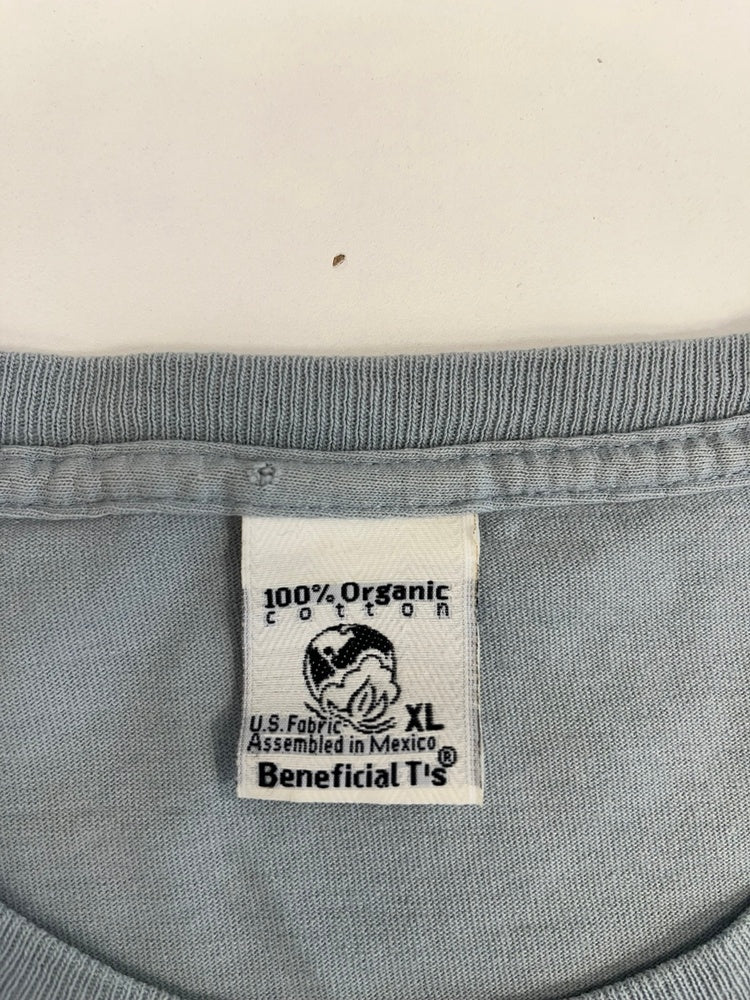 100% Organic
cotton
U.S. Fabric XL
Assembled in Mexico
Beneficial T's®